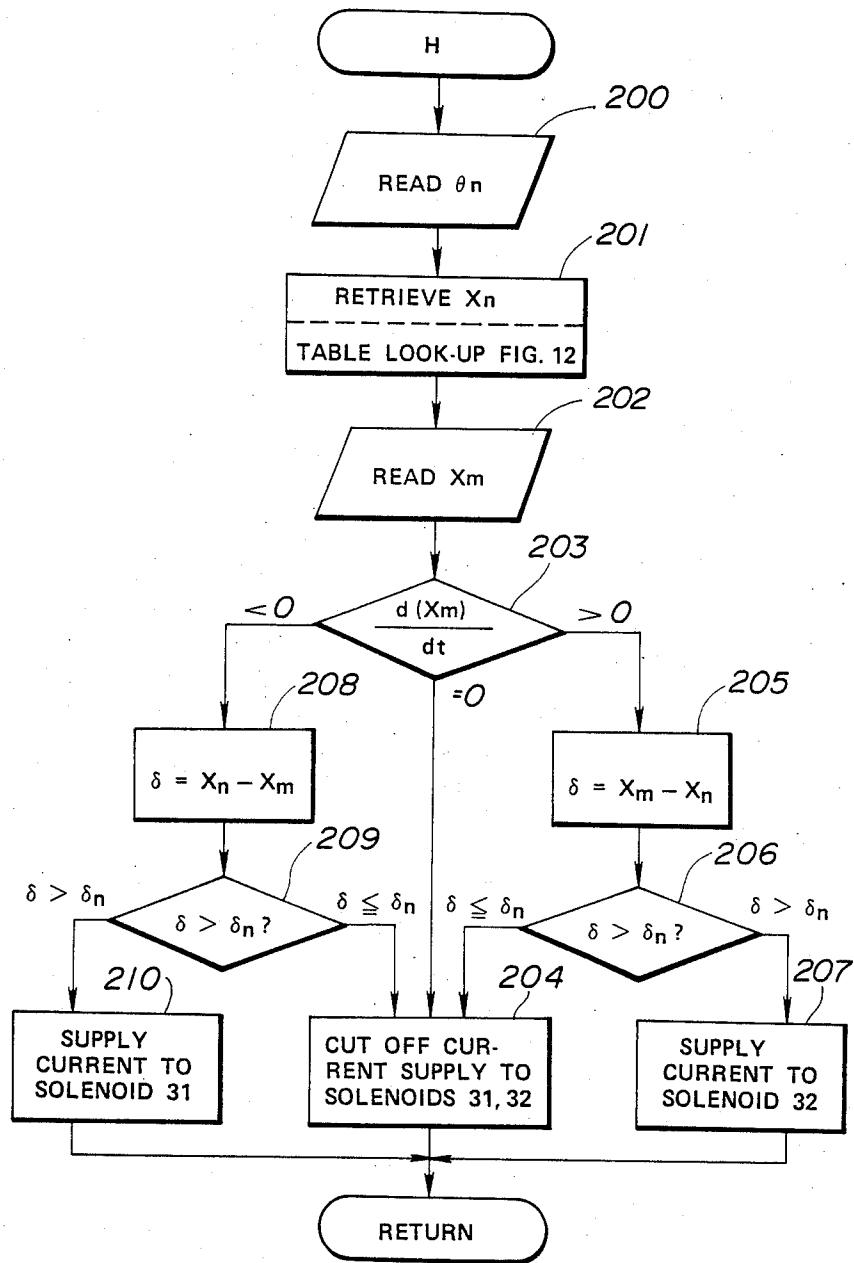 H
200
READ θn
201
RETRIEVE Xn
TABLE LOOK-UP FIG. 12
202
READ Xm
203
< 0
d (Xm)
dt
> 0
=0
208
205
δ = Xn − Xm
δ = Xm − Xn
209
206
δ > δn
δ > δn ?
δ ≦ δn
δ ≦ δn
δ > δn ?
δ > δn
210
204
207
SUPPLY
CURRENT TO
SOLENOID 31
CUT OFF CUR-
RENT SUPPLY TO
SOLENOIDS 31, 32
SUPPLY
CURRENT TO
SOLENOID 32
RETURN